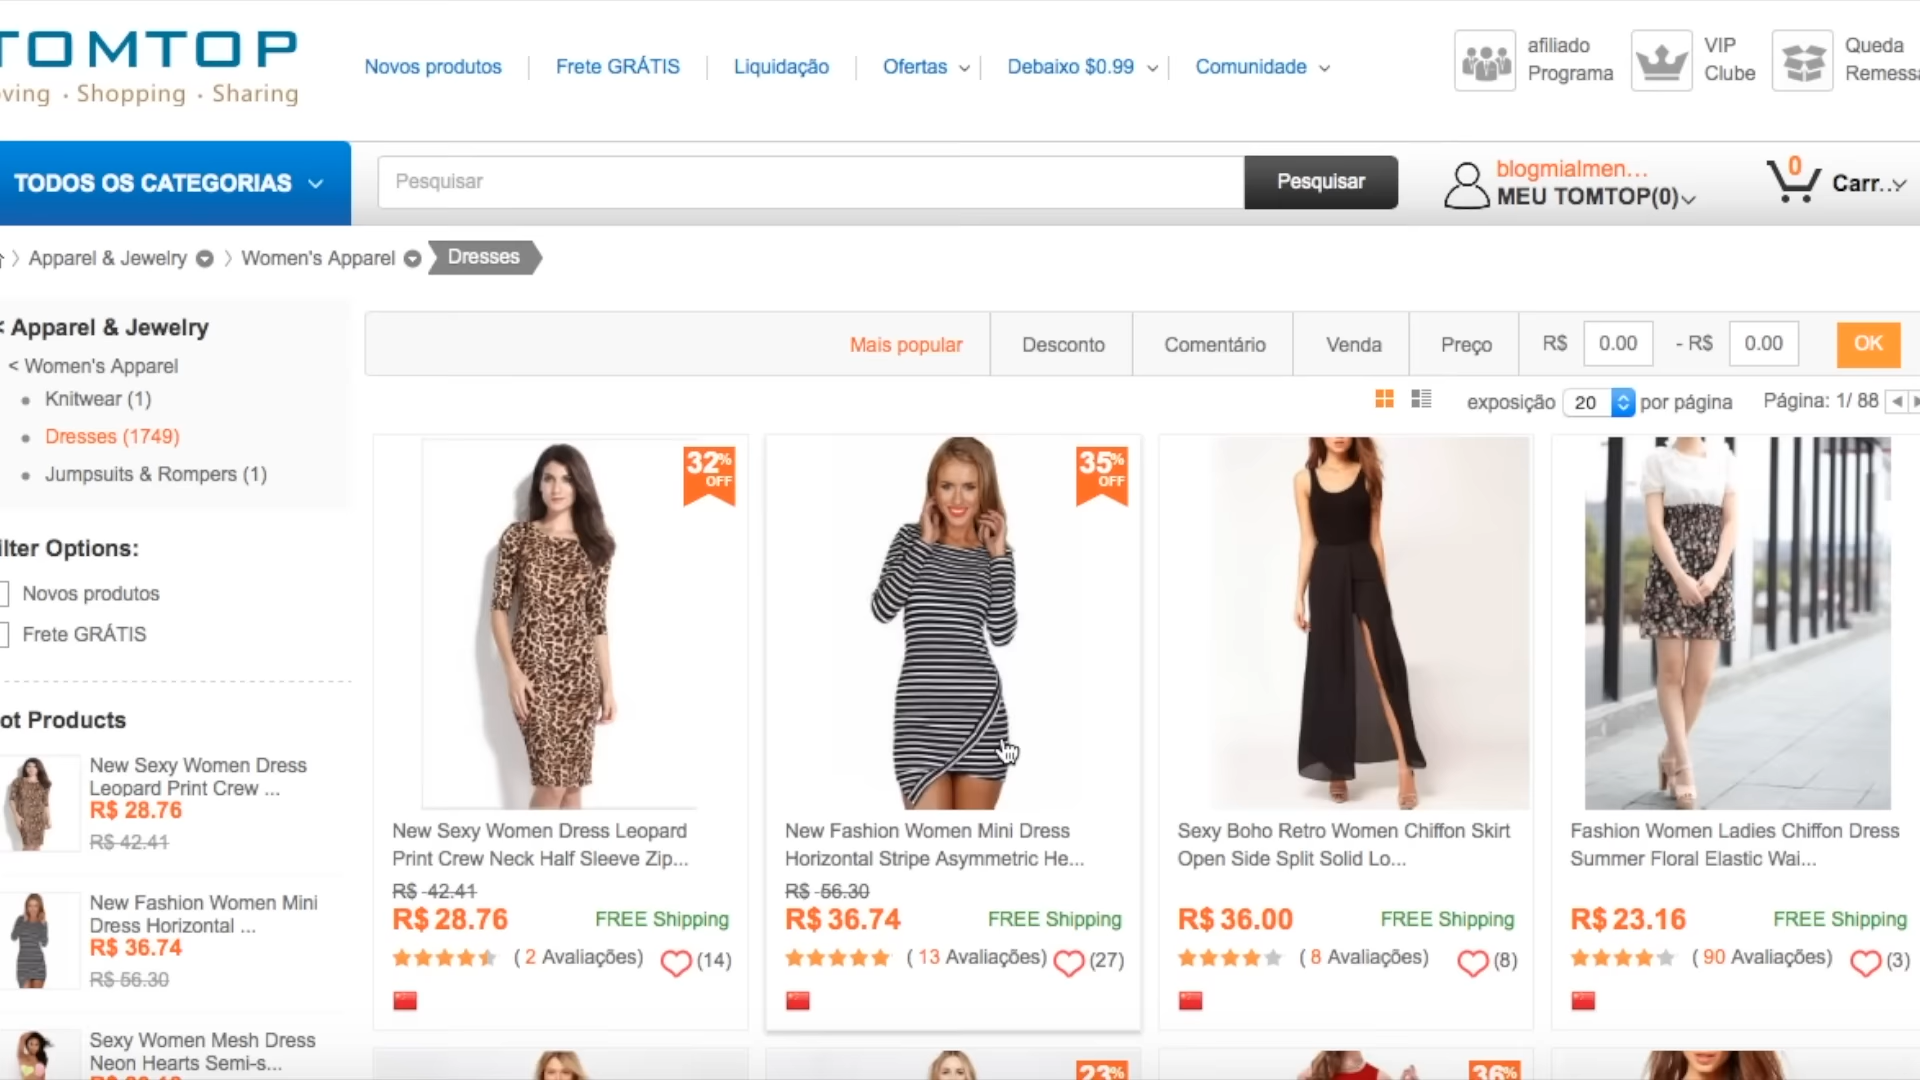 TOMTOP
ving · Shopping · Sharing
Novos produtos
Frete GRÁTIS
Liquidação
Ofertas
Debaixo $0.99
Comunidade
afiliado
Programa
VIP
Clube
Queda
Remessa
TODOS OS CATEGORIAS
Pesquisar
Pesquisar
blogmialmen...
MEU TOMTOP(0)
0
Carr...
Apparel & Jewelry
Women's Apparel
Dresses
< Apparel & Jewelry
< Women's Apparel
Knitwear (1)
Dresses (1749)
Jumpsuits & Rompers (1)
ilter Options:
Novos produtos
Frete GRÁTIS
ot Products
New Sexy Women Dress
Leopard Print Crew ...
R$ 28.76
R$ 42.41
New Fashion Women Mini
Dress Horizontal ...
R$ 36.74
R$ 56.30
Sexy Women Mesh Dress
Neon Hearts Semi-s...
Mais popular
Desconto
Comentário
Venda
Preço
R$ 0.00 - R$ 0.00
OK
exposição 20 por página
Página: 1/ 88
32% OFF
New Sexy Women Dress Leopard
Print Crew Neck Half Sleeve Zip...
R$ 42.41
R$ 28.76 FREE Shipping
( 2 Avaliações) (14)
35% OFF
New Fashion Women Mini Dress
Horizontal Stripe Asymmetric He...
R$ 56.30
R$ 36.74 FREE Shipping
( 13 Avaliações) (27)
Sexy Boho Retro Women Chiffon Skirt
Open Side Split Solid Lo...
R$ 36.00 FREE Shipping
( 8 Avaliações) (8)
Fashion Women Ladies Chiffon Dress
Summer Floral Elastic Wai...
R$ 23.16 FREE Shipping
( 90 Avaliações) (3)
23%
36%